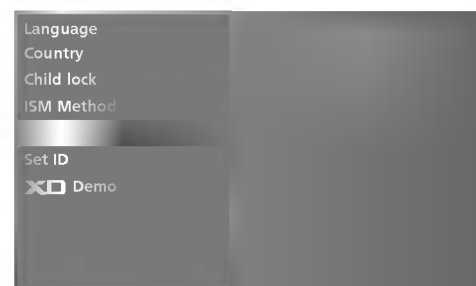 Language
Country
Child lock
ISM Method
Set ID
XD Demo